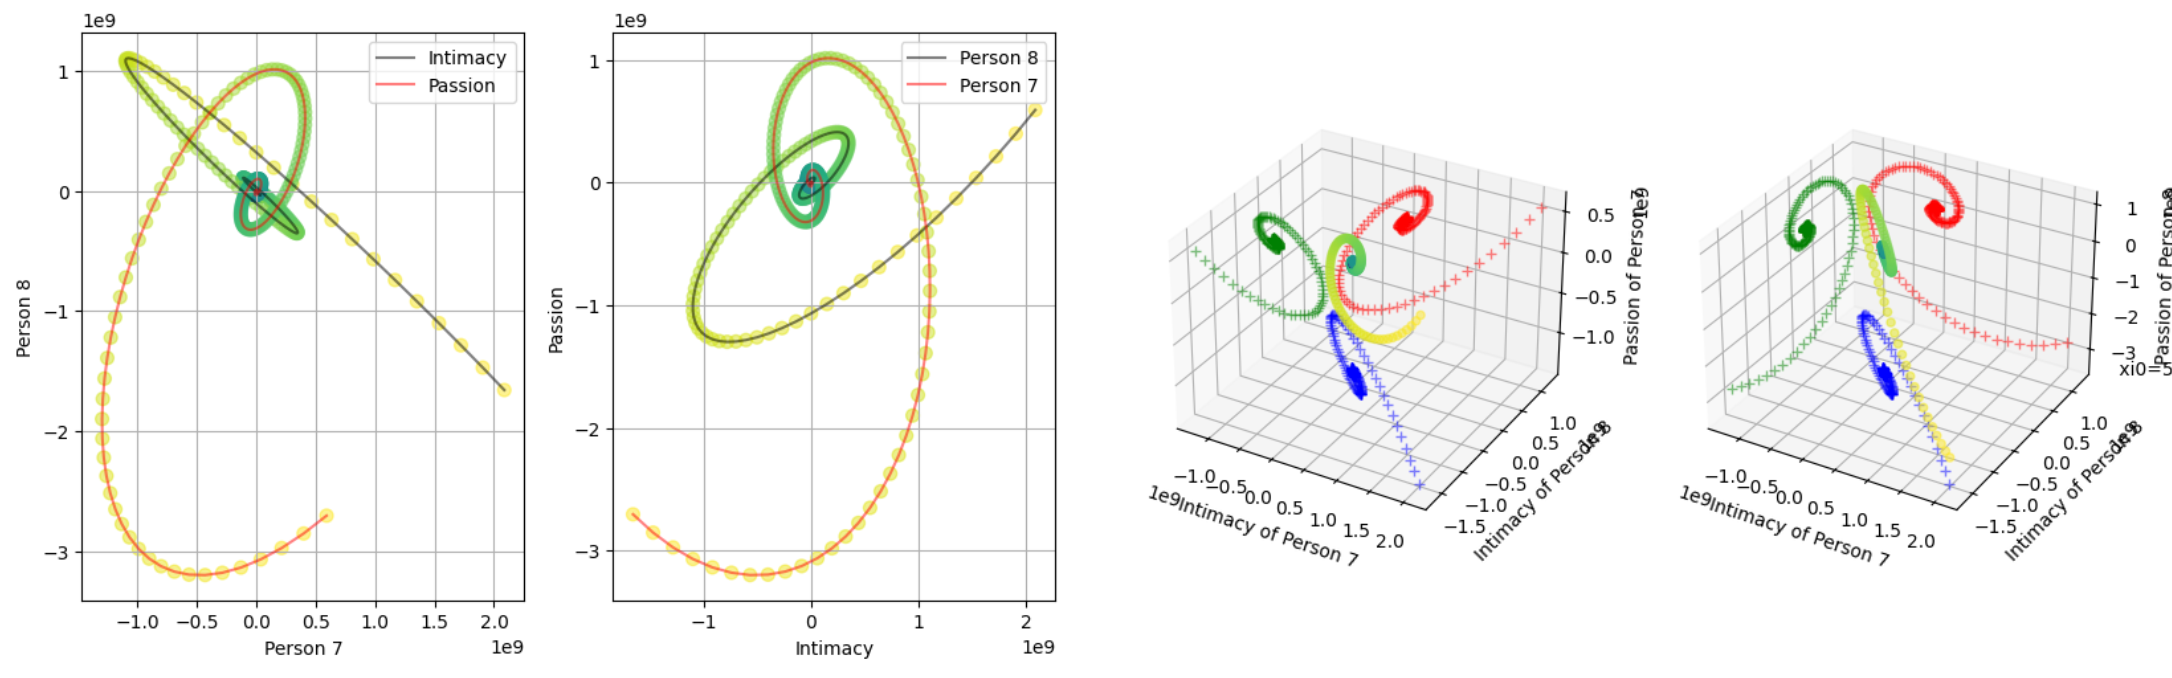 1e9
Intimacy
Passion
1
0
−1
−2
−3
Person 8
−1.0 −0.5 0.0 0.5 1.0 1.5 2.0
Person 7
1e9
1e9
Person 8
Person 7
1
0
−1
−2
−3
Passion
−1 0 1 2
Intimacy
1e9
0.5
0.0
−0.5
−1.0
Passion of Person 7
1e9
−1.0 −0.5 0.0 0.5 1.0 1.5 2.0
1e9
Intimacy of Person 7
1.0
0.5
0.0
−0.5
−1.0
−1.5
Intimacy of Person 8
1e9
1
0
−1
−2
−3
xi0=5
Passion of Person 8
−1.0 −0.5 0.0 0.5 1.0 1.5 2.0
1e9
Intimacy of Person 7
1.0
0.5
0.0
−0.5
−1.0
−1.5
Intimacy of Person 8
1e9